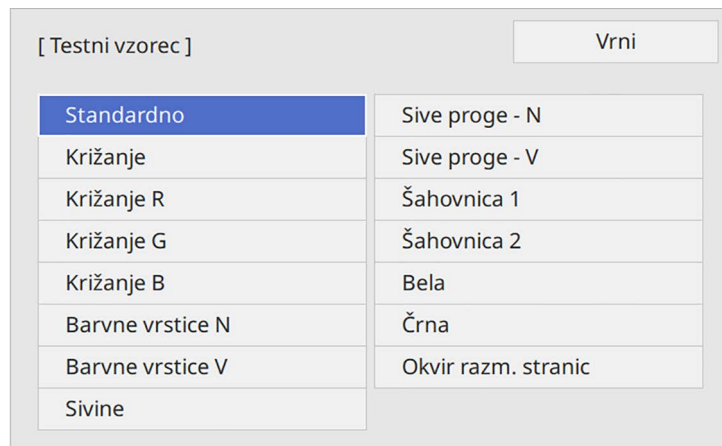 [ Testni vzorec ]
Vrni
Standardno
Križanje
Križanje R
Križanje G
Križanje B
Barvne vrstice N
Barvne vrstice V
Sivine
Sive proge - N
Sive proge - V
Šahovnica 1
Šahovnica 2
Bela
Črna
Okvir razm. stranic